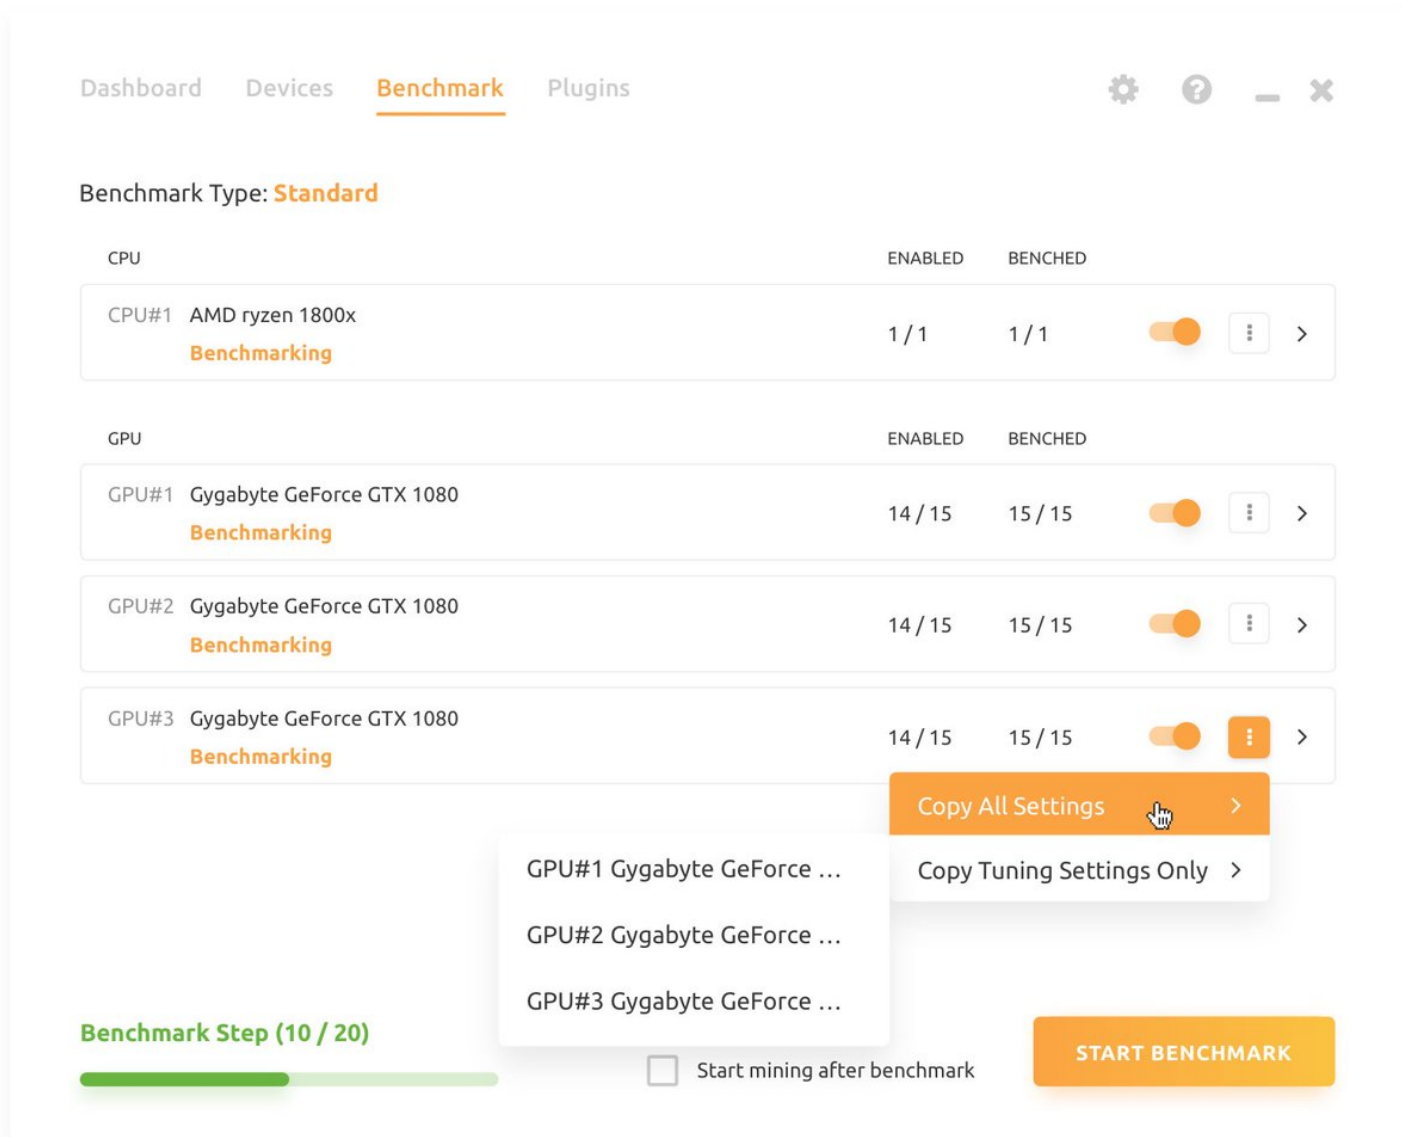 Dashboard Devices Benchmark Plugins
Benchmark Type: Standard
CPU ENABLED BENCHED
CPU#1 AMD ryzen 1800x
Benchmarking
1 / 1 1 / 1
GPU ENABLED BENCHED
GPU#1 Gygabyte GeForce GTX 1080
Benchmarking
14 / 15 15 / 15
GPU#2 Gygabyte GeForce GTX 1080
Benchmarking
14 / 15 15 / 15
GPU#3 Gygabyte GeForce GTX 1080
Benchmarking
14 / 15 15 / 15
Copy All Settings
Copy Tuning Settings Only
GPU#1 Gygabyte GeForce ...
GPU#2 Gygabyte GeForce ...
GPU#3 Gygabyte GeForce ...
Benchmark Step (10 / 20)
Start mining after benchmark
START BENCHMARK